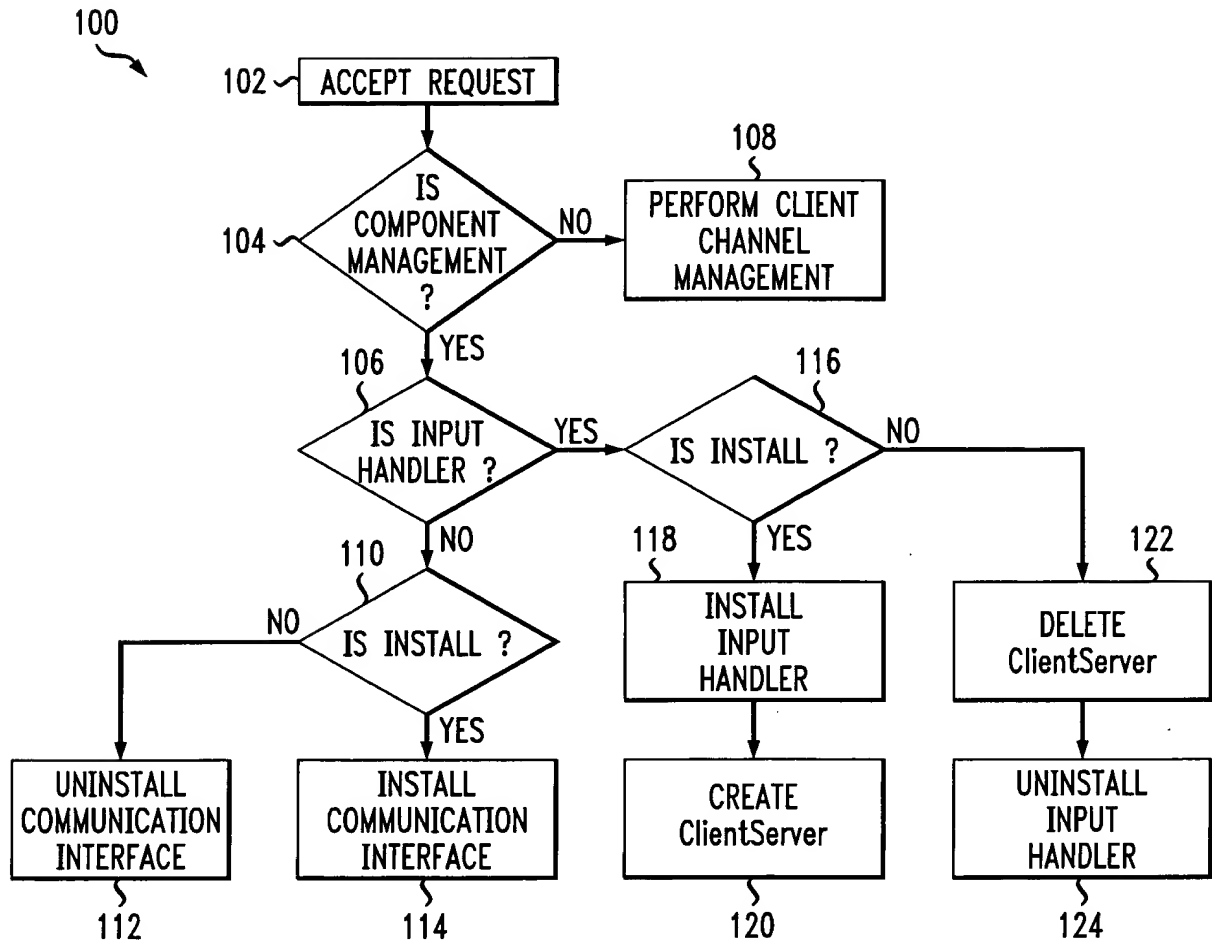 100
102
ACCEPT REQUEST
108
104
IS
COMPONENT
MANAGEMENT
?
NO
PERFORM CLIENT
CHANNEL
MANAGEMENT
YES
106
116
IS INPUT
HANDLER ?
YES
IS INSTALL ?
NO
NO
110
YES
118
122
NO
IS INSTALL ?
INSTALL
INPUT
HANDLER
DELETE
ClientServer
YES
UNINSTALL
COMMUNICATION
INTERFACE
INSTALL
COMMUNICATION
INTERFACE
CREATE
ClientServer
UNINSTALL
INPUT
HANDLER
112
114
120
124